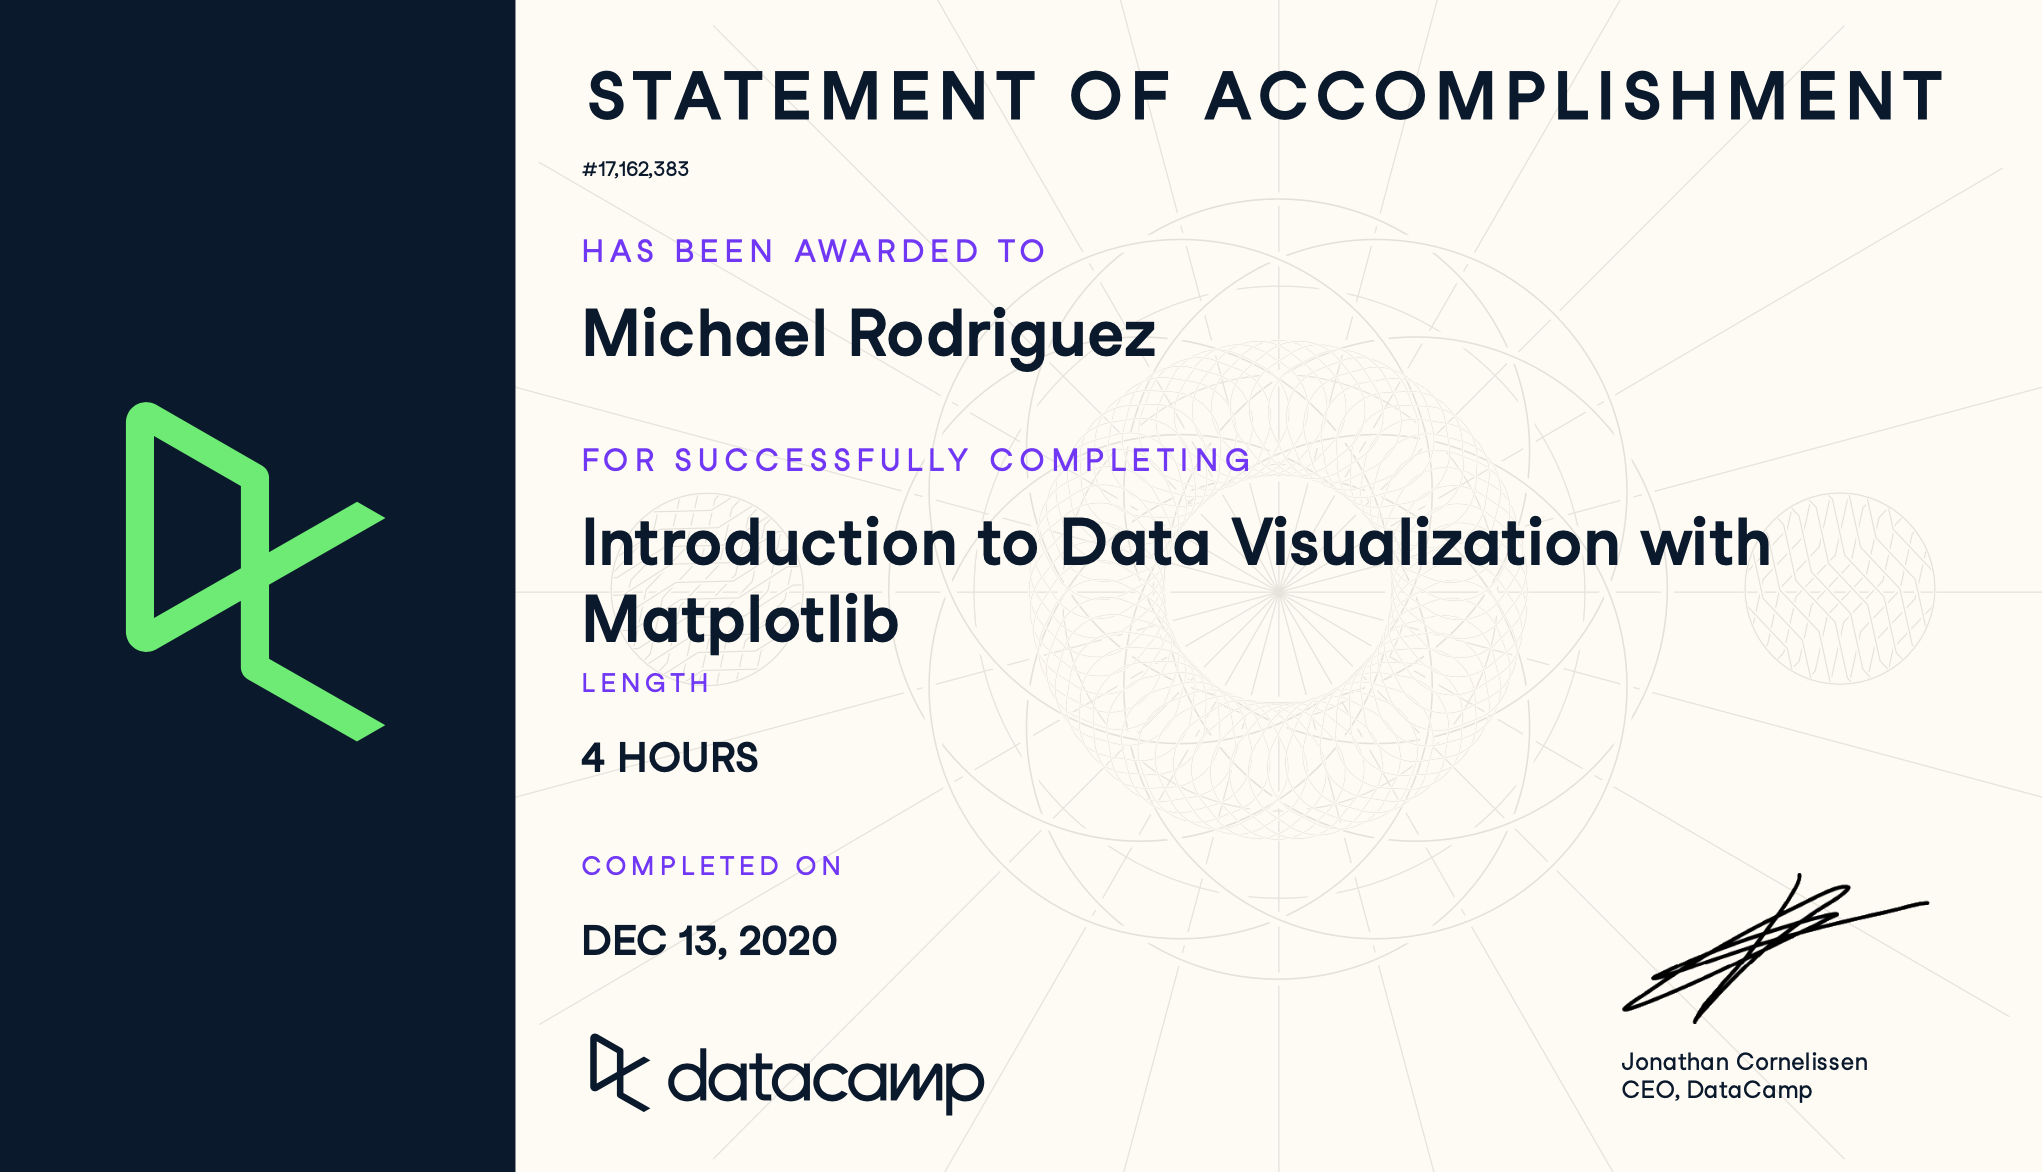 STATEMENT OF ACCOMPLISHMENT
#17,162,383
HAS BEEN AWARDED TO
Michael Rodriguez
FOR SUCCESSFULLY COMPLETING
Introduction to Data Visualization with
Matplotlib
LENGTH
4 HOURS
COMPLETED ON
DEC 13, 2020
datacamp
Jonathan Cornelissen
CEO, DataCamp